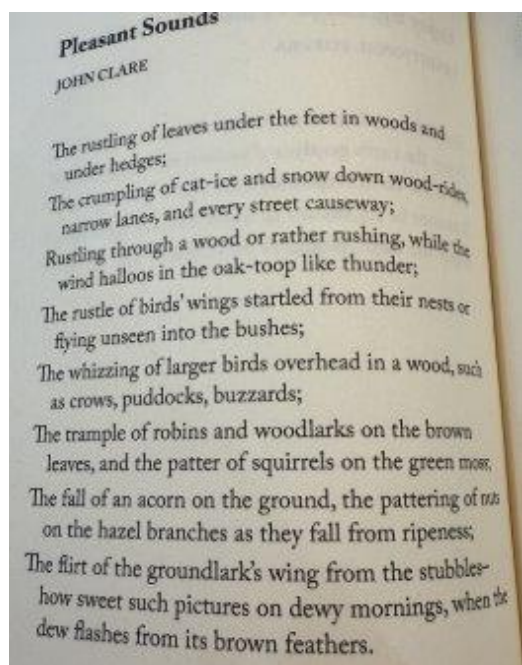 Pleasant Sounds
JOHN CLARE
The rustling of leaves under the feet in woods and
under hedges;
The crumpling of cat-ice and snow down wood-rides,
narrow lanes, and every street causeway;
Rustling through a wood or rather rushing, while the
wind halloos in the oak-toop like thunder;
The rustle of birds' wings startled from their nests or
flying unseen into the bushes;
The whizzing of larger birds overhead in a wood, such
as crows, puddocks, buzzards;
The trample of robins and woodlarks on the brown
leaves, and the patter of squirrels on the green moss;
The fall of an acorn on the ground, the pattering of nuts
on the hazel branches as they fall from ripeness;
The flirt of the groundlark's wing from the stubbles–
how sweet such pictures on dewy mornings, when the
dew flashes from its brown feathers.